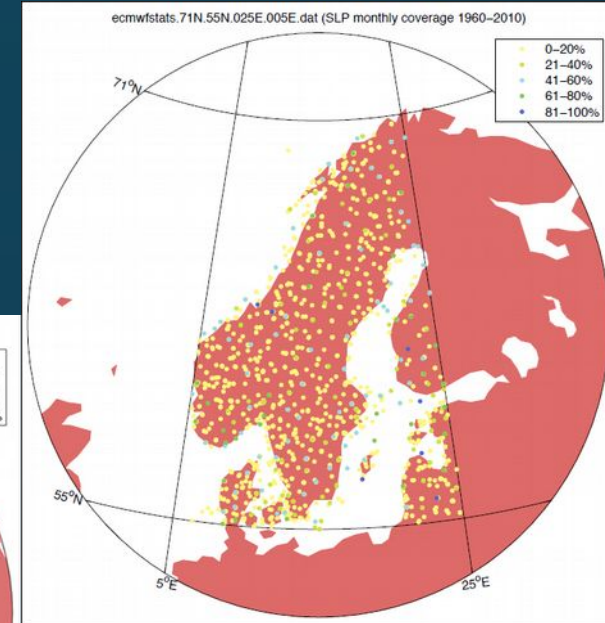 ecmwfstats.71N.55N.025E.005E.dat (SLP monthly coverage 1960–2010)
0–20%
21–40%
41–60%
61–80%
81–100%
71°N
55°N
5°E
25°E